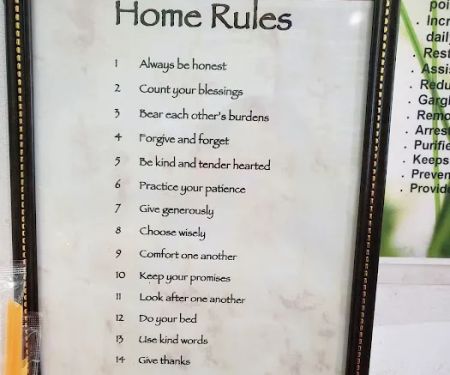 Home Rules
1 Always be honest
2 Count your blessings
3 Bear each other's burdens
4 Forgive and forget
5 Be kind and tender hearted
6 Practice your patience
7 Give generously
8 Choose wisely
9 Comfort one another
10 Keep your promises
11 Look after one another
12 Do your bed
13 Use kind words
14 Give thanks
daily
Keeps